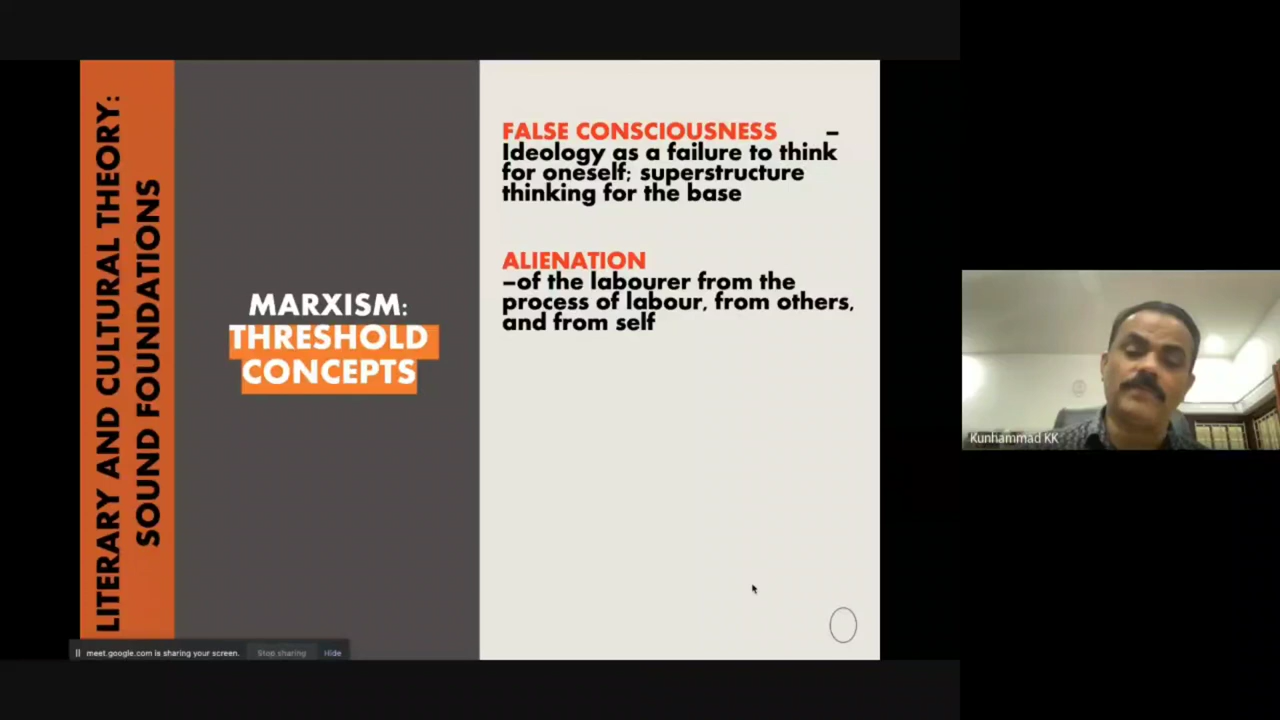 LITERARY AND CULTURAL THEORY:
SOUND FOUNDATIONS
MARXISM:
THRESHOLD
CONCEPTS
FALSE CONSCIOUSNESS –
Ideology as a failure to think
for oneself; superstructure
thinking for the base
ALIENATION
–of the labourer from the
process of labour, from others,
and from self
Kunhammad KK
meet.google.com is sharing your screen. Stop sharing Hide